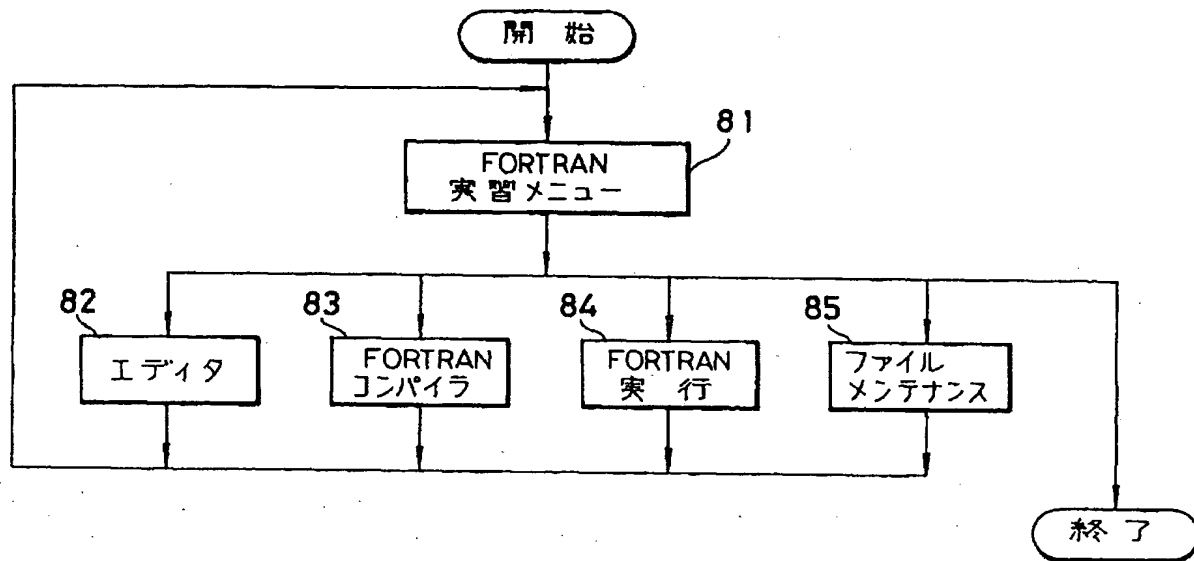 開始
81
FORTRAN
実習メニュー
82
エディタ
83
FORTRAN
コンパイラ
84
FORTRAN
実行
85
ファイル
メンテナンス
終了